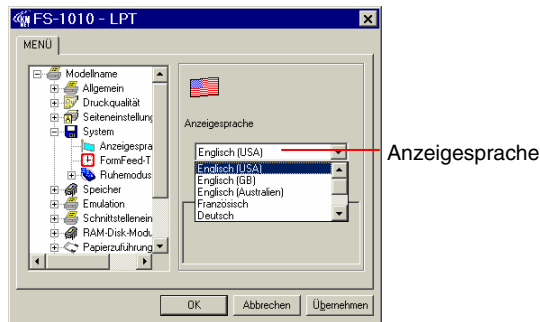 FS-1010 - LPT
MENÜ
Modellname
Allgemein
Druckqualität
Seiteneinstellung
System
Anzeigespra
FormFeed-T
Ruhemodus
Speicher
Emulation
Schnittstellenein
RAM-Disk-Modu
Papierzuführung
Anzeigesprache
Englisch (USA)
Englisch (USA)
Englisch (GB)
Englisch (Australien)
Französisch
Deutsch
Anzeigesprache
OK
Abbrechen
Übernehmen